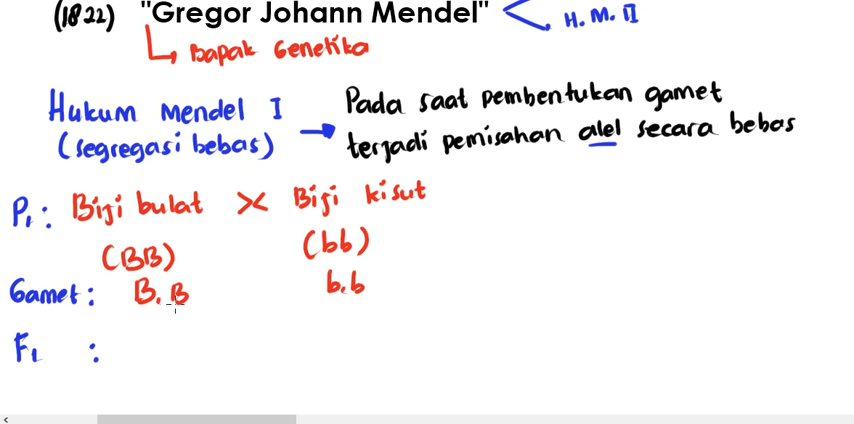 (1822) "Gregor Johann Mendel" H. M. II
Bapak Genetika
Hukum Mendel I
(segregasi bebas)
Pada saat pembentukan gamet
terjadi pemisahan alel secara bebas
P1 : Biji bulat × Biji kisut
(BB) (bb)
Gamet : B. B b.b
F1 :